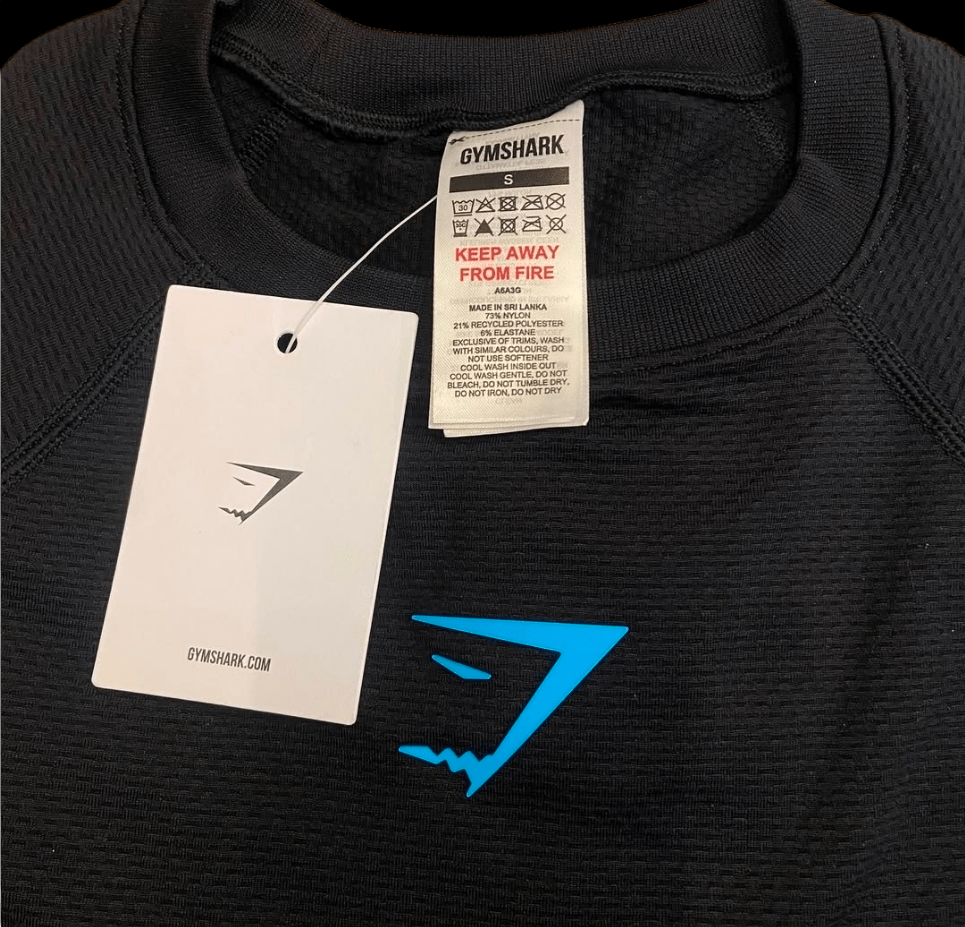 GYMSHARK
S
30
30
KEEP AWAY
FROM FIRE
A6A3G
MADE IN SRI LANKA
73% NYLON
21% RECYCLED POLYESTER
6% ELASTANE
EXCLUSIVE OF TRIMS, WASH
WITH SIMILAR COLOURS, DO
NOT USE SOFTENER
COOL WASH INSIDE OUT
COOL WASH GENTLE, DO NOT
BLEACH, DO NOT TUMBLE DRY,
DO NOT IRON, DO NOT DRY
GYMSHARK.COM